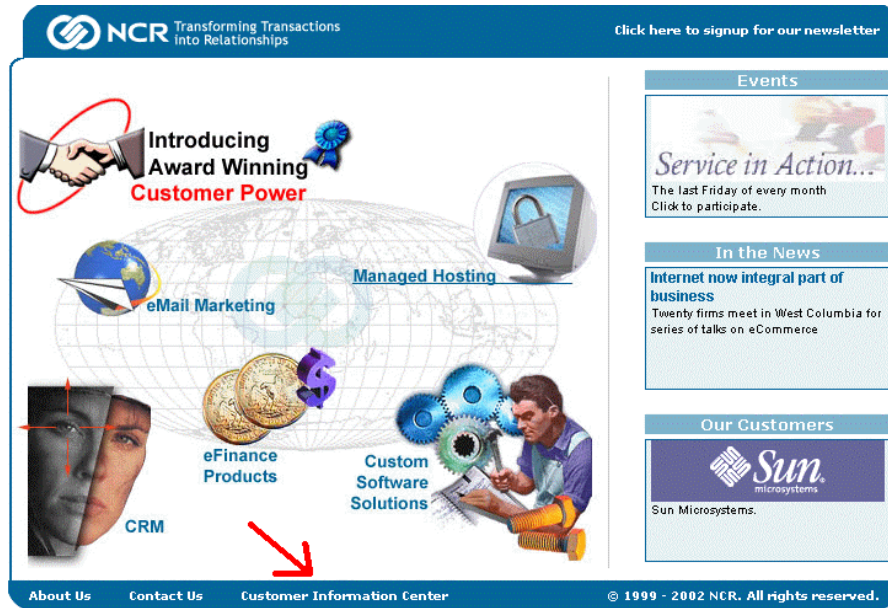 NCR Transforming Transactions
into Relationships
Click here to signup for our newsletter
Introducing
Award Winning
Customer Power
Managed Hosting
eMail Marketing
eFinance
Products
Custom
Software
Solutions
CRM
Events
Service in Action...
The last Friday of every month
Click to participate.
In the News
Internet now integral part of
business
Twenty firms meet in West Columbia for
series of talks on eCommerce
Our Customers
Sun
microsystems
Sun Microsystems.
About Us
Contact Us
Customer Information Center
© 1999 - 2002 NCR. All rights reserved.